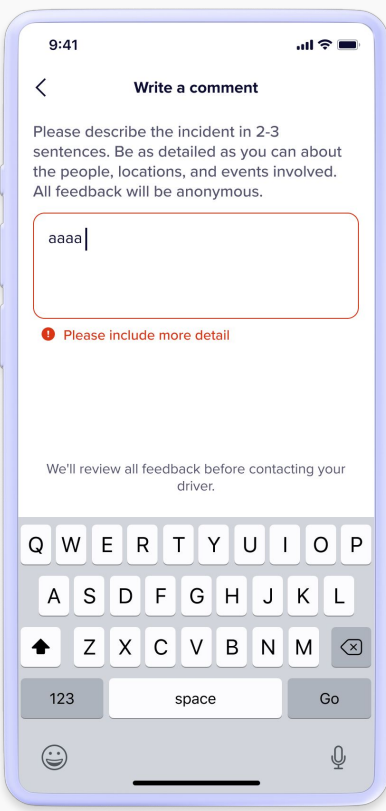 9:41
Write a comment
Please describe the incident in 2-3
sentences. Be as detailed as you can about
the people, locations, and events involved.
All feedback will be anonymous.
aaaa
Please include more detail
We'll review all feedback before contacting your
driver.
Q W E R T Y U I O P
A S D F G H J K L
Z X C V B N M
123 space Go